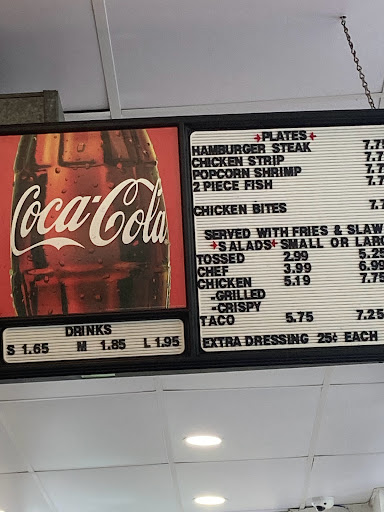 Coca-Cola
DRINKS
S 1.65 M 1.85 L 1.95
PLATES
HAMBURGER STEAK
CHICKEN STRIP
POPCORN SHRIMP
2 PIECE FISH
CHICKEN BITES
SERVED WITH FRIES & SLAW
SALADS SMALL OR
TOSSED 2.99 5.25
CHEF 3.99 6.99
CHICKEN 5.19 7.75
-GRILLED
-CRISPY
TACO 5.75 7.25
EXTRA DRESSING 25¢ EACH